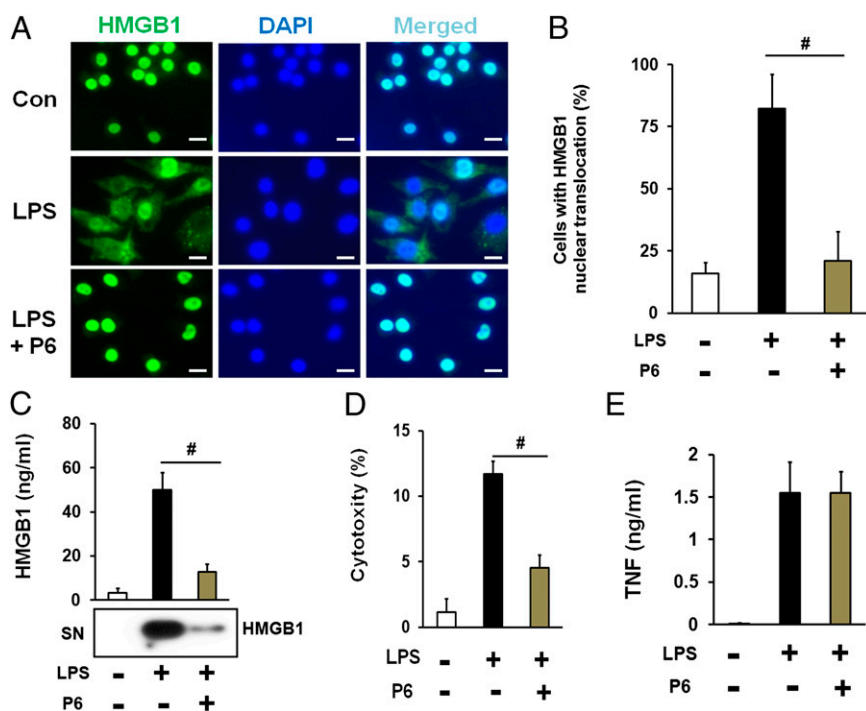 A
HMGB1
DAPI
Merged
Con
LPS
LPS
+ P6
B
Cells with HMGB1
nuclear translocation (%)
100
75
50
25
0
#
LPS - + +
P6 - - +
C
HMGB1 (ng/ml)
80
60
40
20
0
#
SN
HMGB1
LPS - + +
P6 - - +
D
Cytotoxity (%)
15
10
5
0
#
LPS - + +
P6 - - +
E
TNF (ng/ml)
2
1.5
1
0.5
0
LPS - + +
P6 - - +